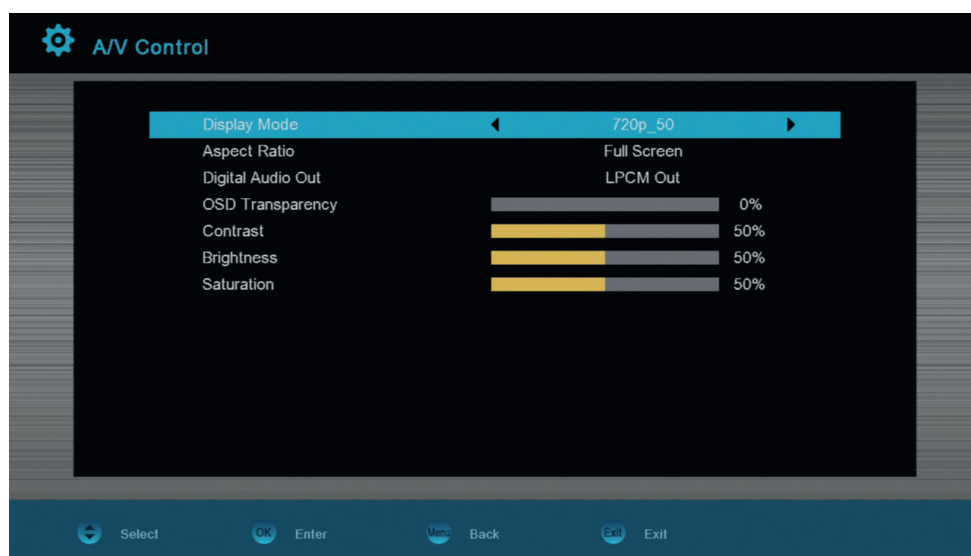 A/V Control
Display Mode 720p_50
Aspect Ratio Full Screen
Digital Audio Out LPCM Out
OSD Transparency 0%
Contrast 50%
Brightness 50%
Saturation 50%
Select OK Enter Menu Back Exit Exit